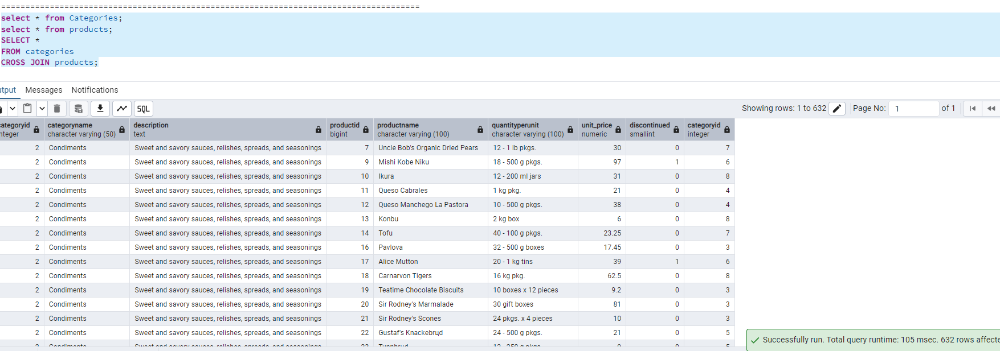 ======================================================================================
select * from Categories;
select * from products;
SELECT *
FROM categories
CROSS JOIN products;
Messages Notifications
SQL Showing rows: 1 to 632 Page No: 1 of 1
categoryname description productid productname quantityperunit unit_price discontinued categoryid
character varying (50) text bigint character varying (100) character varying (100) numeric smallint integer
2 Condiments Sweet and savory sauces, relishes, spreads, and seasonings 7 Uncle Bob's Organic Dried Pears 12 - 1 lb pkgs. 30 0 7
2 Condiments Sweet and savory sauces, relishes, spreads, and seasonings 9 Mishi Kobe Niku 18 - 500 g pkgs. 97 1 6
2 Condiments Sweet and savory sauces, relishes, spreads, and seasonings 10 Ikura 12 - 200 ml jars 31 0 8
2 Condiments Sweet and savory sauces, relishes, spreads, and seasonings 11 Queso Cabrales 1 kg pkg. 21 0 4
2 Condiments Sweet and savory sauces, relishes, spreads, and seasonings 12 Queso Manchego La Pastora 10 - 500 g pkgs. 38 0 4
2 Condiments Sweet and savory sauces, relishes, spreads, and seasonings 13 Konbu 2 kg box 6 0 8
2 Condiments Sweet and savory sauces, relishes, spreads, and seasonings 14 Tofu 40 - 100 g pkgs. 23.25 0 7
2 Condiments Sweet and savory sauces, relishes, spreads, and seasonings 16 Pavlova 32 - 500 g boxes 17.45 0 3
2 Condiments Sweet and savory sauces, relishes, spreads, and seasonings 17 Alice Mutton 20 - 1 kg tins 39 1 6
2 Condiments Sweet and savory sauces, relishes, spreads, and seasonings 18 Carnarvon Tigers 16 kg pkg. 62.5 0 8
2 Condiments Sweet and savory sauces, relishes, spreads, and seasonings 19 Teatime Chocolate Biscuits 10 boxes x 12 pieces 9.2 0 3
2 Condiments Sweet and savory sauces, relishes, spreads, and seasonings 20 Sir Rodney's Marmalade 30 gift boxes 81 0 3
2 Condiments Sweet and savory sauces, relishes, spreads, and seasonings 21 Sir Rodney's Scones 24 pkgs. x 4 pieces 10 0 3
2 Condiments Sweet and savory sauces, relishes, spreads, and seasonings 22 Gustaf's Knackebrцd 24 - 500 g pkgs. 21 0 5
Successfully run. Total query runtime: 105 msec. 632 rows